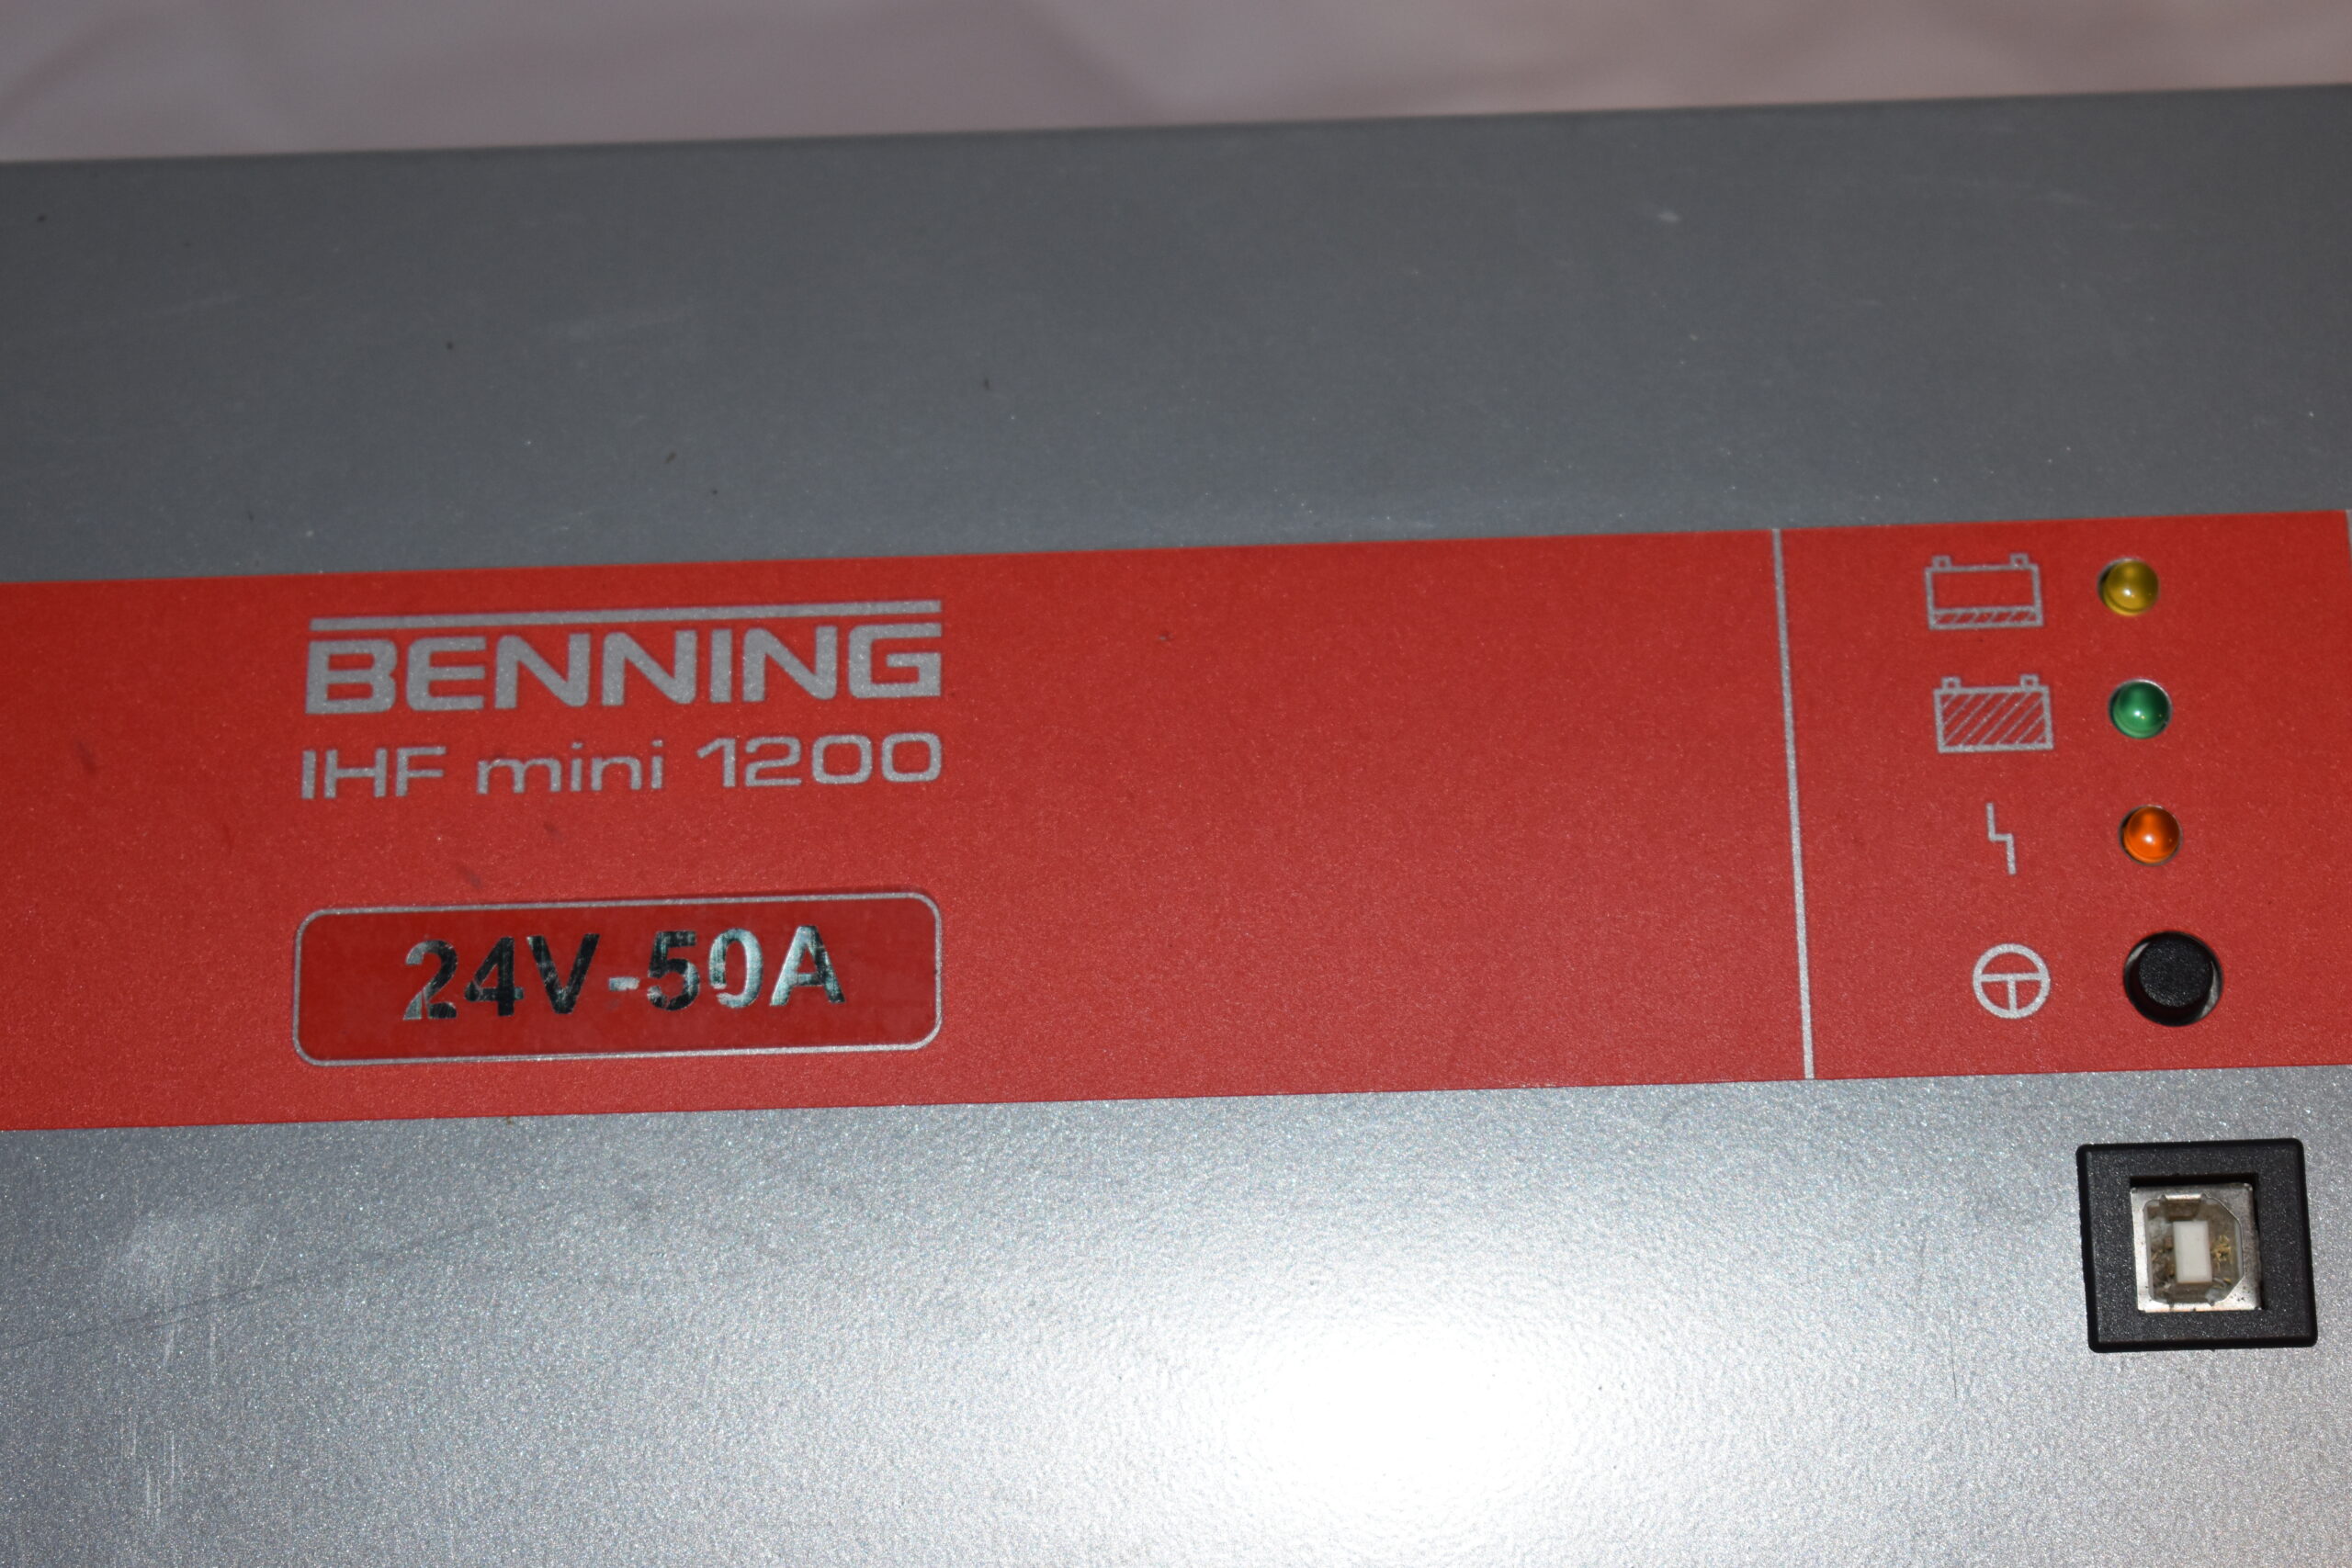 BENNING
IHF mini 1200
24V-50A